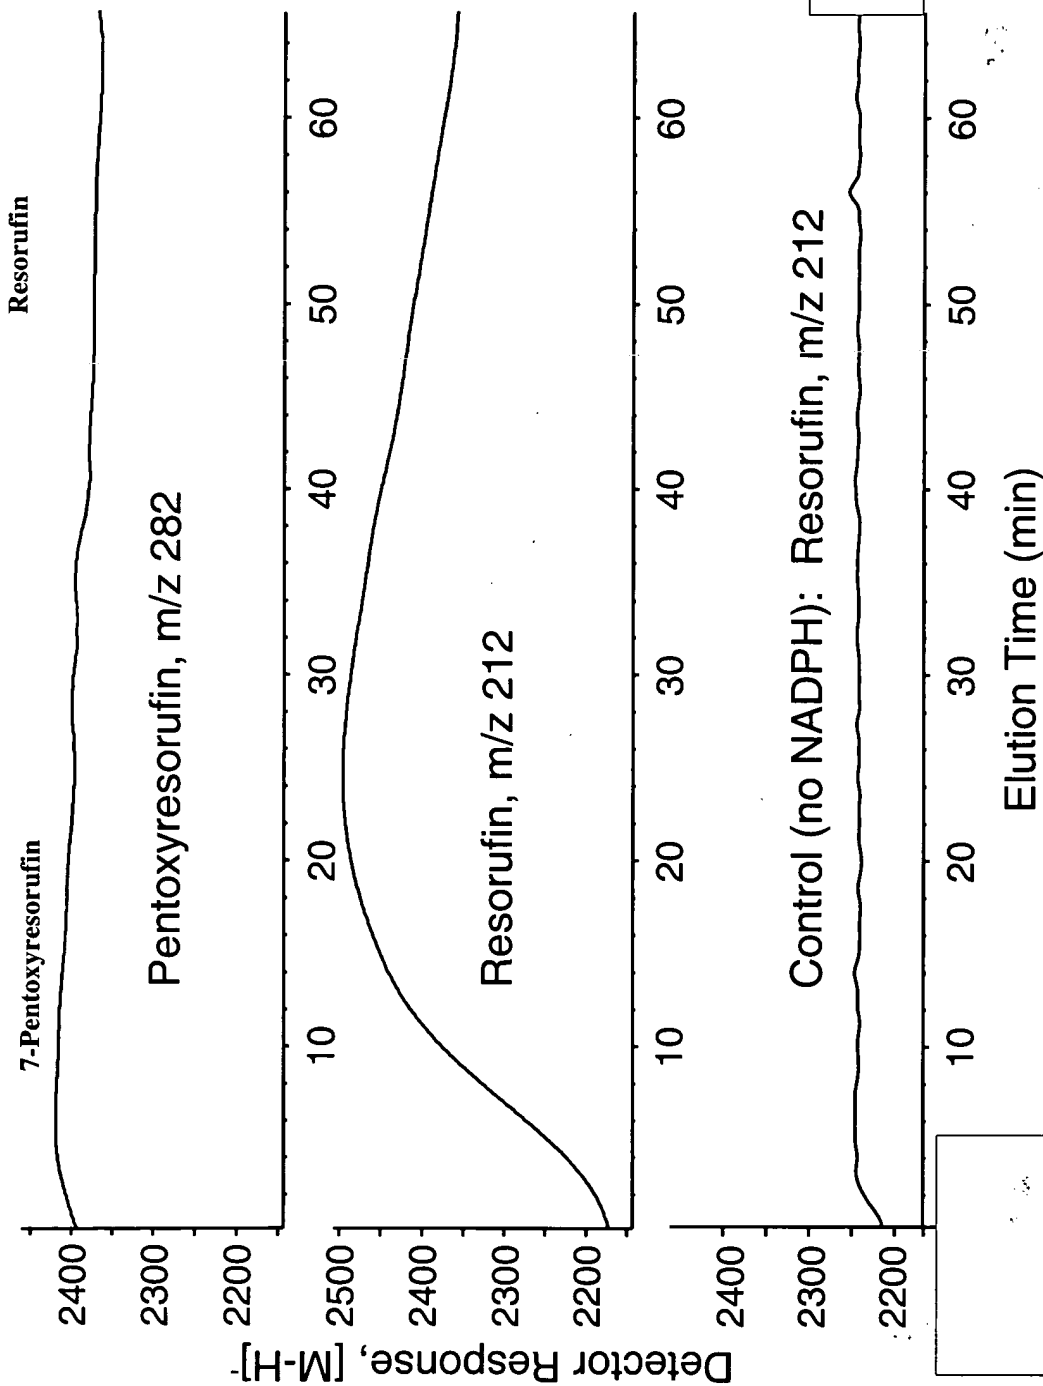 7-Pentoxyresorufin
Resorufin
2400
2300
2200
Pentoxyresorufin, m/z 282
10 20 30 40 50 60
2500
2400
2300
2200
Resorufin, m/z 212
10 20 30 40 50 60
2400
2300
2200
Control (no NADPH): Resorufin, m/z 212
10 20 30 40 50 60
Elution Time (min)
Detector Response, [M-H]⁻